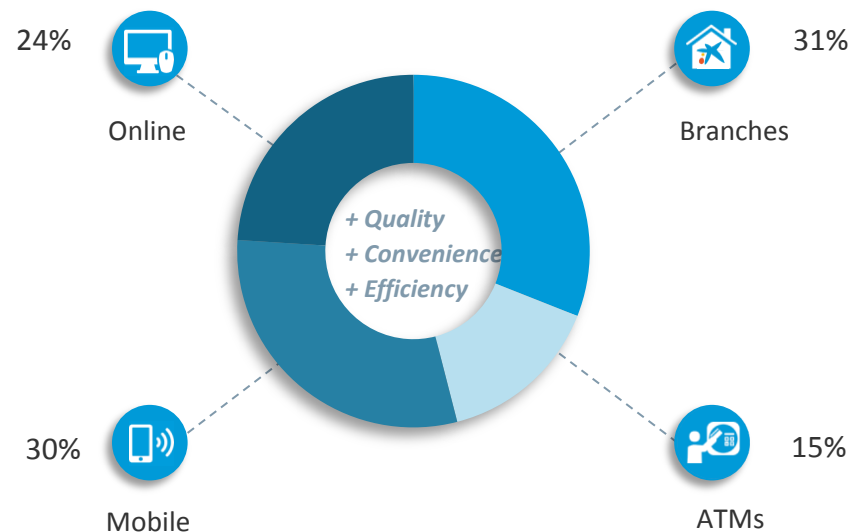 24%
Online
31%
Branches
+ Quality
+ Convenience
+ Efficiency
30%
Mobile
15%
ATMs